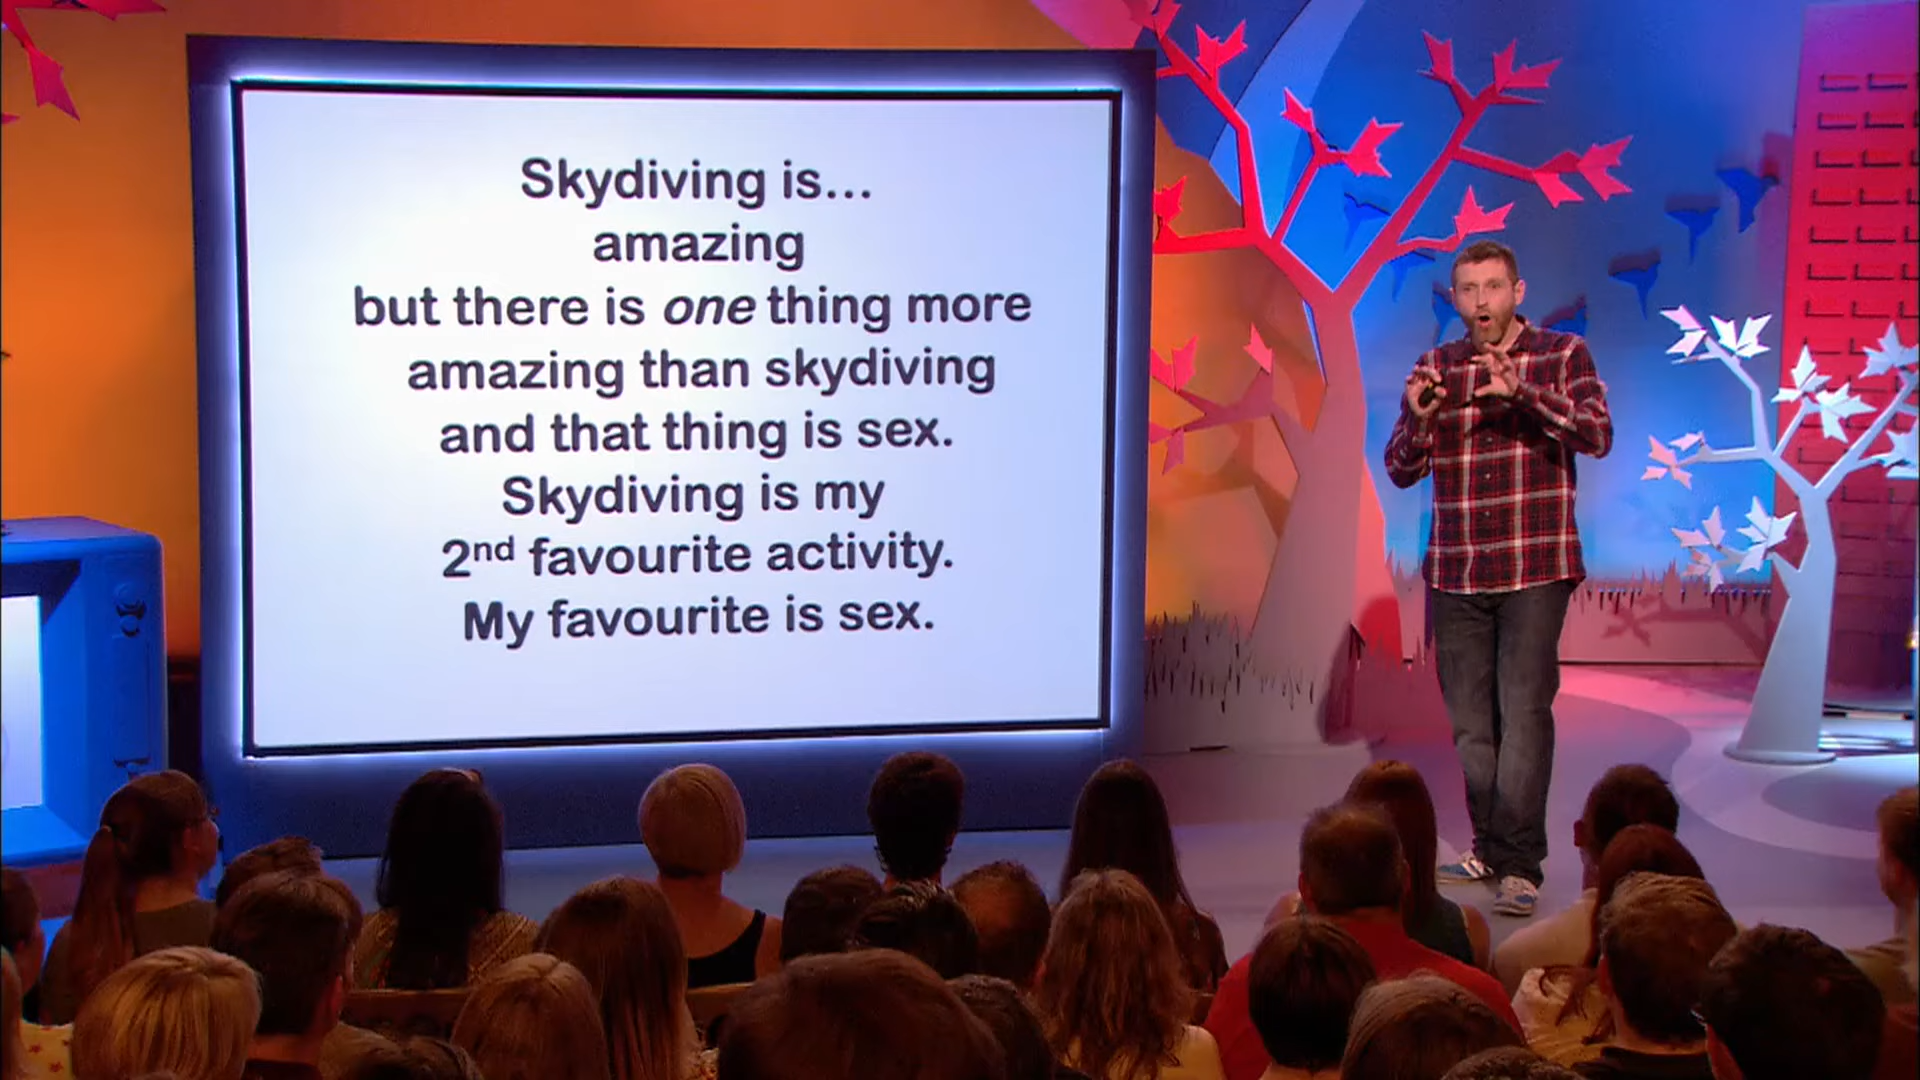 Skydiving is...
amazing
but there is one thing more
amazing than skydiving
and that thing is sex.
Skydiving is my
2nd favourite activity.
My favourite is sex.